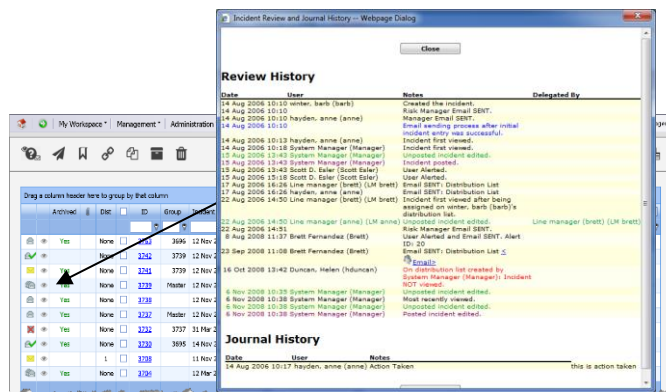 Incident Review and Journal History -- Webpage Dialog
Close
Review History
Date User Notes Delegated By
14 Aug 2006 10:10 winter, barb (barb) Created the incident.
14 Aug 2006 10:10 Risk Manager Email SENT.
14 Aug 2006 10:10 hayden, anne (anne) Manager Email SENT.
14 Aug 2006 10:10 Email sending process after initial
incident entry was successful.
14 Aug 2006 10:13 hayden, anne (anne) Incident first viewed.
14 Aug 2006 10:18 System Manager (Manager) Incident first viewed.
15 Aug 2006 13:43 System Manager (Manager) Unposted incident edited.
15 Aug 2006 13:43 System Manager (Manager) Incident posted.
15 Aug 2006 13:43 Scott D. Esler (Scott Esler) User Alerted.
15 Aug 2006 15:18 Scott D. Esler (Scott Esler) User Alerted.
17 Aug 2006 16:26 Line manager (brett) (LM brett) Email SENT: Distribution List
17 Aug 2006 16:26 hayden, anne (anne) Email SENT: Distribution List
22 Aug 2006 14:50 Line manager (brett) (LM brett) Incident first viewed after being
assigned on winter, barb (barb)'s
distribution list.
22 Aug 2006 14:50 Line manager (anne) (LM anne) Unposted incident edited. Line manager (brett) (LM brett)
22 Aug 2006 14:51 Risk Manager Email SENT.
8 Aug 2008 11:37 Brett Fernandez (Brett) User Alerted and Email SENT. Alert
ID: 20
23 Sep 2008 11:08 Brett Fernandez (Brett) Email SENT: Distribution List <
Email>
16 Oct 2008 13:42 Duncan, Helen (hduncan) On distribution list created by
System Manager (Manager): Incident
NOT viewed.
6 Nov 2008 10:35 System Manager (Manager) Unposted incident edited.
6 Nov 2008 10:38 System Manager (Manager) Most recently viewed.
6 Nov 2008 10:38 System Manager (Manager) Posted incident edited.
Journal History
Date User Notes
14 Aug 2006 10:17 hayden, anne (anne) Action Taken this is action taken
My Workspace Management Administration
Drag a column header here to group by that column
Archived Dist ID Group Incident
Yes None 3743 3696 12 Nov 2
Yes None 3742 3739 12 Nov 2
Yes None 3741 3739 12 Nov 2
Yes None 3739 Master 12 Nov 2
None 3738 12 Nov 2
Yes None 3737 Master 12 Nov 2
Yes None 3732 3737 31 Mar 2
Yes None 3730 3695 14 Nov 2
1 3708 11 Nov 2
Yes None 3704 12 Mar 2